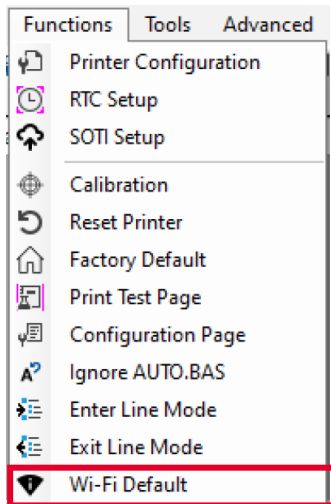 Functions Tools Advanced
Printer Configuration
RTC Setup
SOTI Setup
Calibration
Reset Printer
Factory Default
Print Test Page
Configuration Page
Ignore AUTO.BAS
Enter Line Mode
Exit Line Mode
Wi-Fi Default